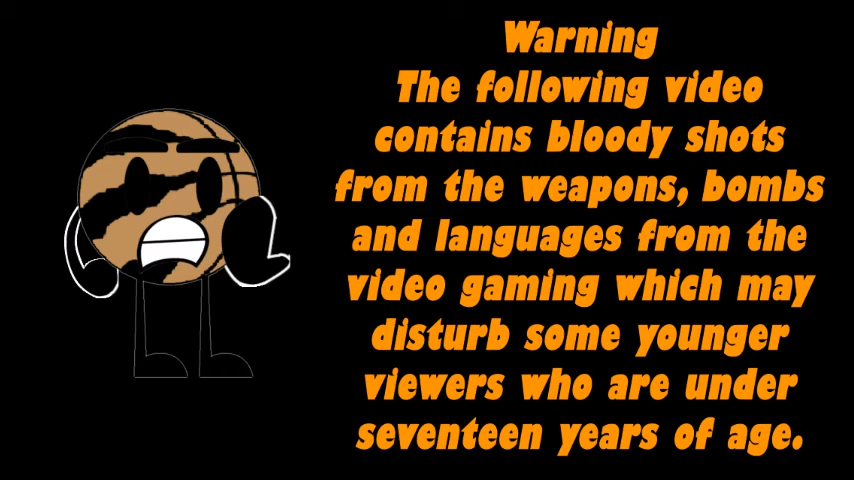 Warning
The following video
contains bloody shots
from the weapons, bombs
and languages from the
video gaming which may
disturb some younger
viewers who are under
seventeen years of age.